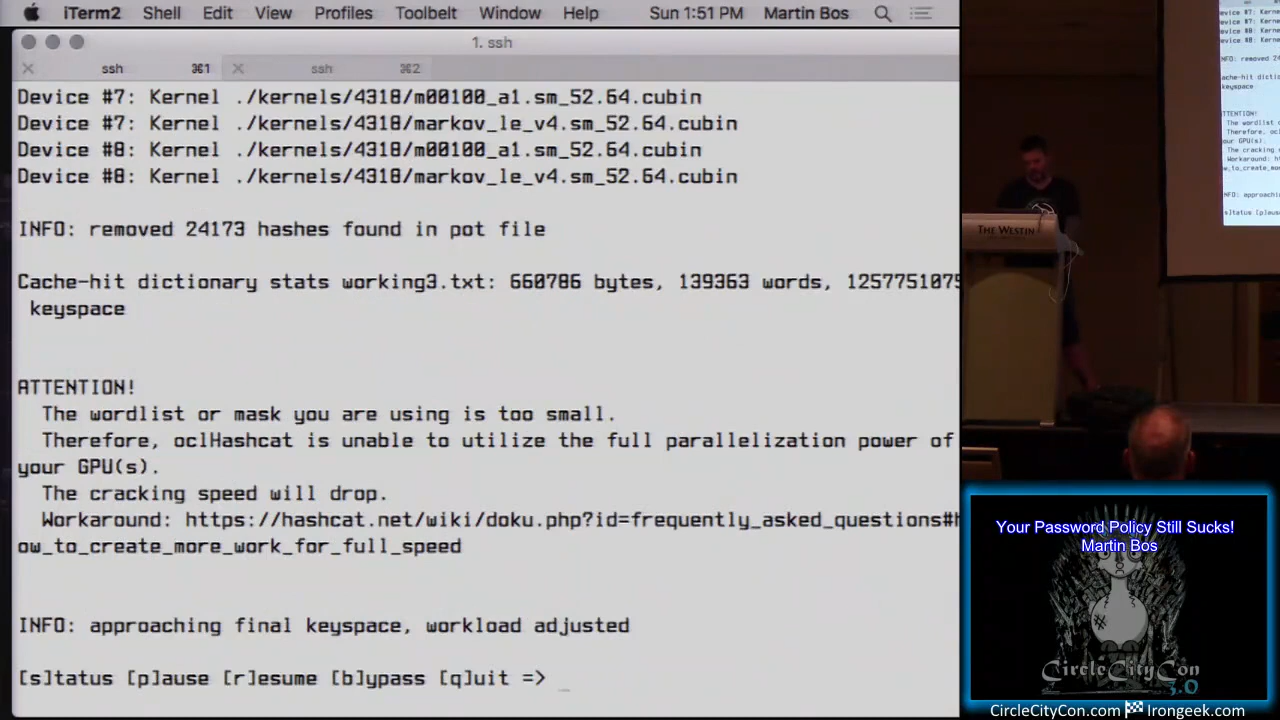 iTerm2 Shell Edit View Profiles Toolbelt Window Help Sun 1:51 PM Martin Bos
1. ssh
ssh ⌘1 ssh ⌘2
Device #7: Kernel ./kernels/4318/m00100_a1.sm_52.64.cubin
Device #7: Kernel ./kernels/4318/markov_le_v4.sm_52.64.cubin
Device #8: Kernel ./kernels/4318/m00100_a1.sm_52.64.cubin
Device #8: Kernel ./kernels/4318/markov_le_v4.sm_52.64.cubin
INFO: removed 24173 hashes found in pot file
Cache-hit dictionary stats working3.txt: 660786 bytes, 139363 words, 1257751075
keyspace
ATTENTION!
The wordlist or mask you are using is too small.
Therefore, oclHashcat is unable to utilize the full parallelization power of
your GPU(s).
The cracking speed will drop.
Workaround: https://hashcat.net/wiki/doku.php?id=frequently_asked_questions#h
ow_to_create_more_work_for_full_speed
INFO: approaching final keyspace, workload adjusted
[s]tatus [p]ause [r]esume [b]ypass [q]uit =>
THE WESTIN
Your Password Policy Still Sucks!
Martin Bos
CircleCityCon
3.0
CircleCityCon.com Irongeek.com